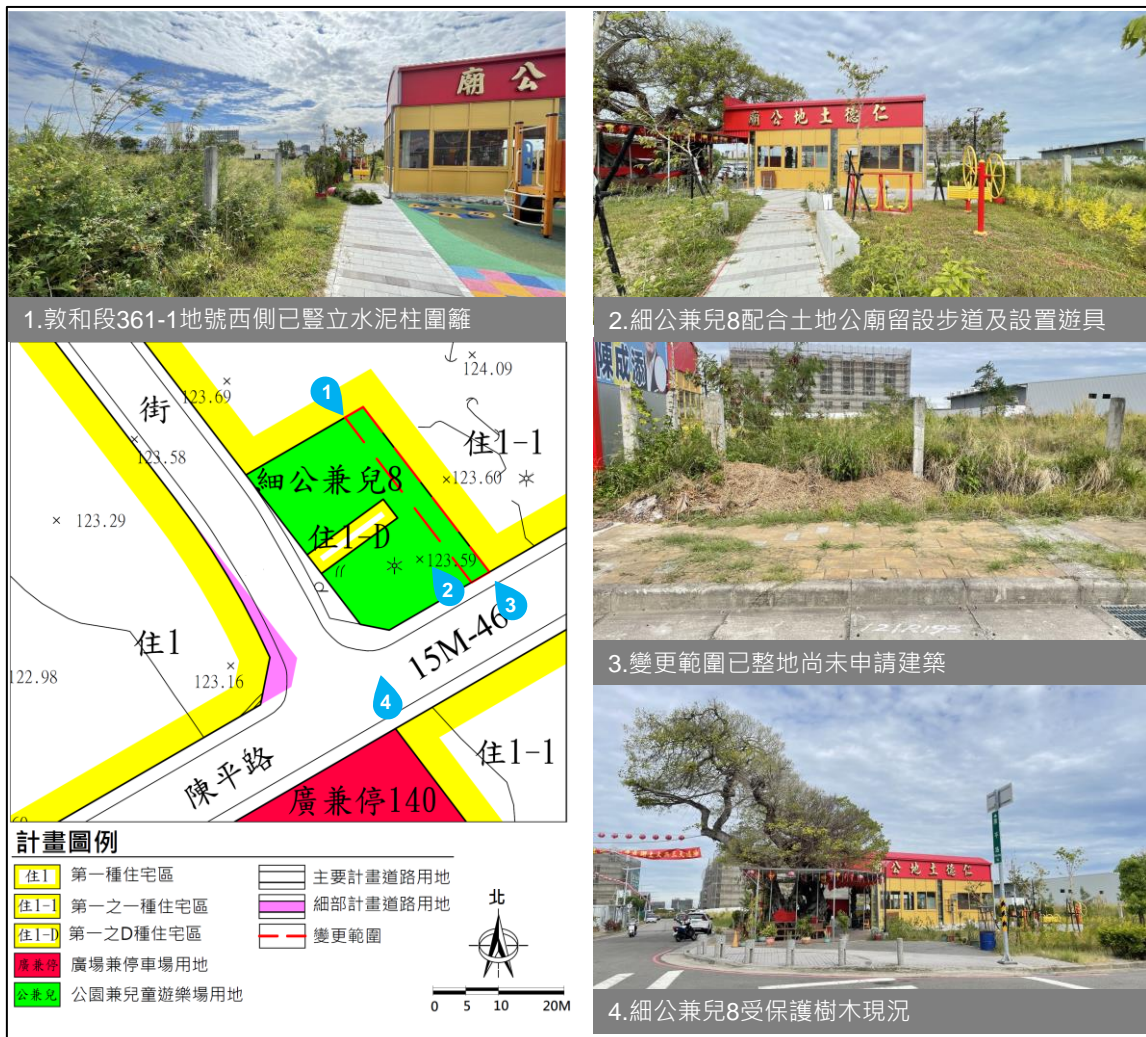 公廟
1.敦和段361-1地號西側已豎立水泥柱圍籬
仁德土地公廟
2.細公兼兒8配合土地公廟留設步道及設置遊具
陳成添
3.變更範圍已整地尚未申請建築
仁德土地公廟
4.細公兼兒8受保護樹木現況
街
123.69
123.58
124.09
1
住1-1
細公兼兒8
123.60
123.29
住1-D
123.59
2
3
15M-46
住1
122.98
123.16
4
陳平路
住1-1
廣兼停140
計畫圖例
住1 第一種住宅區
住1-1 第一之一種住宅區
住1-D 第一之D種住宅區
廣兼停 廣場兼停車場用地
公兼兒 公園兼兒童遊樂場用地
主要計畫道路用地
細部計畫道路用地
變更範圍
北
0 5 10 20M